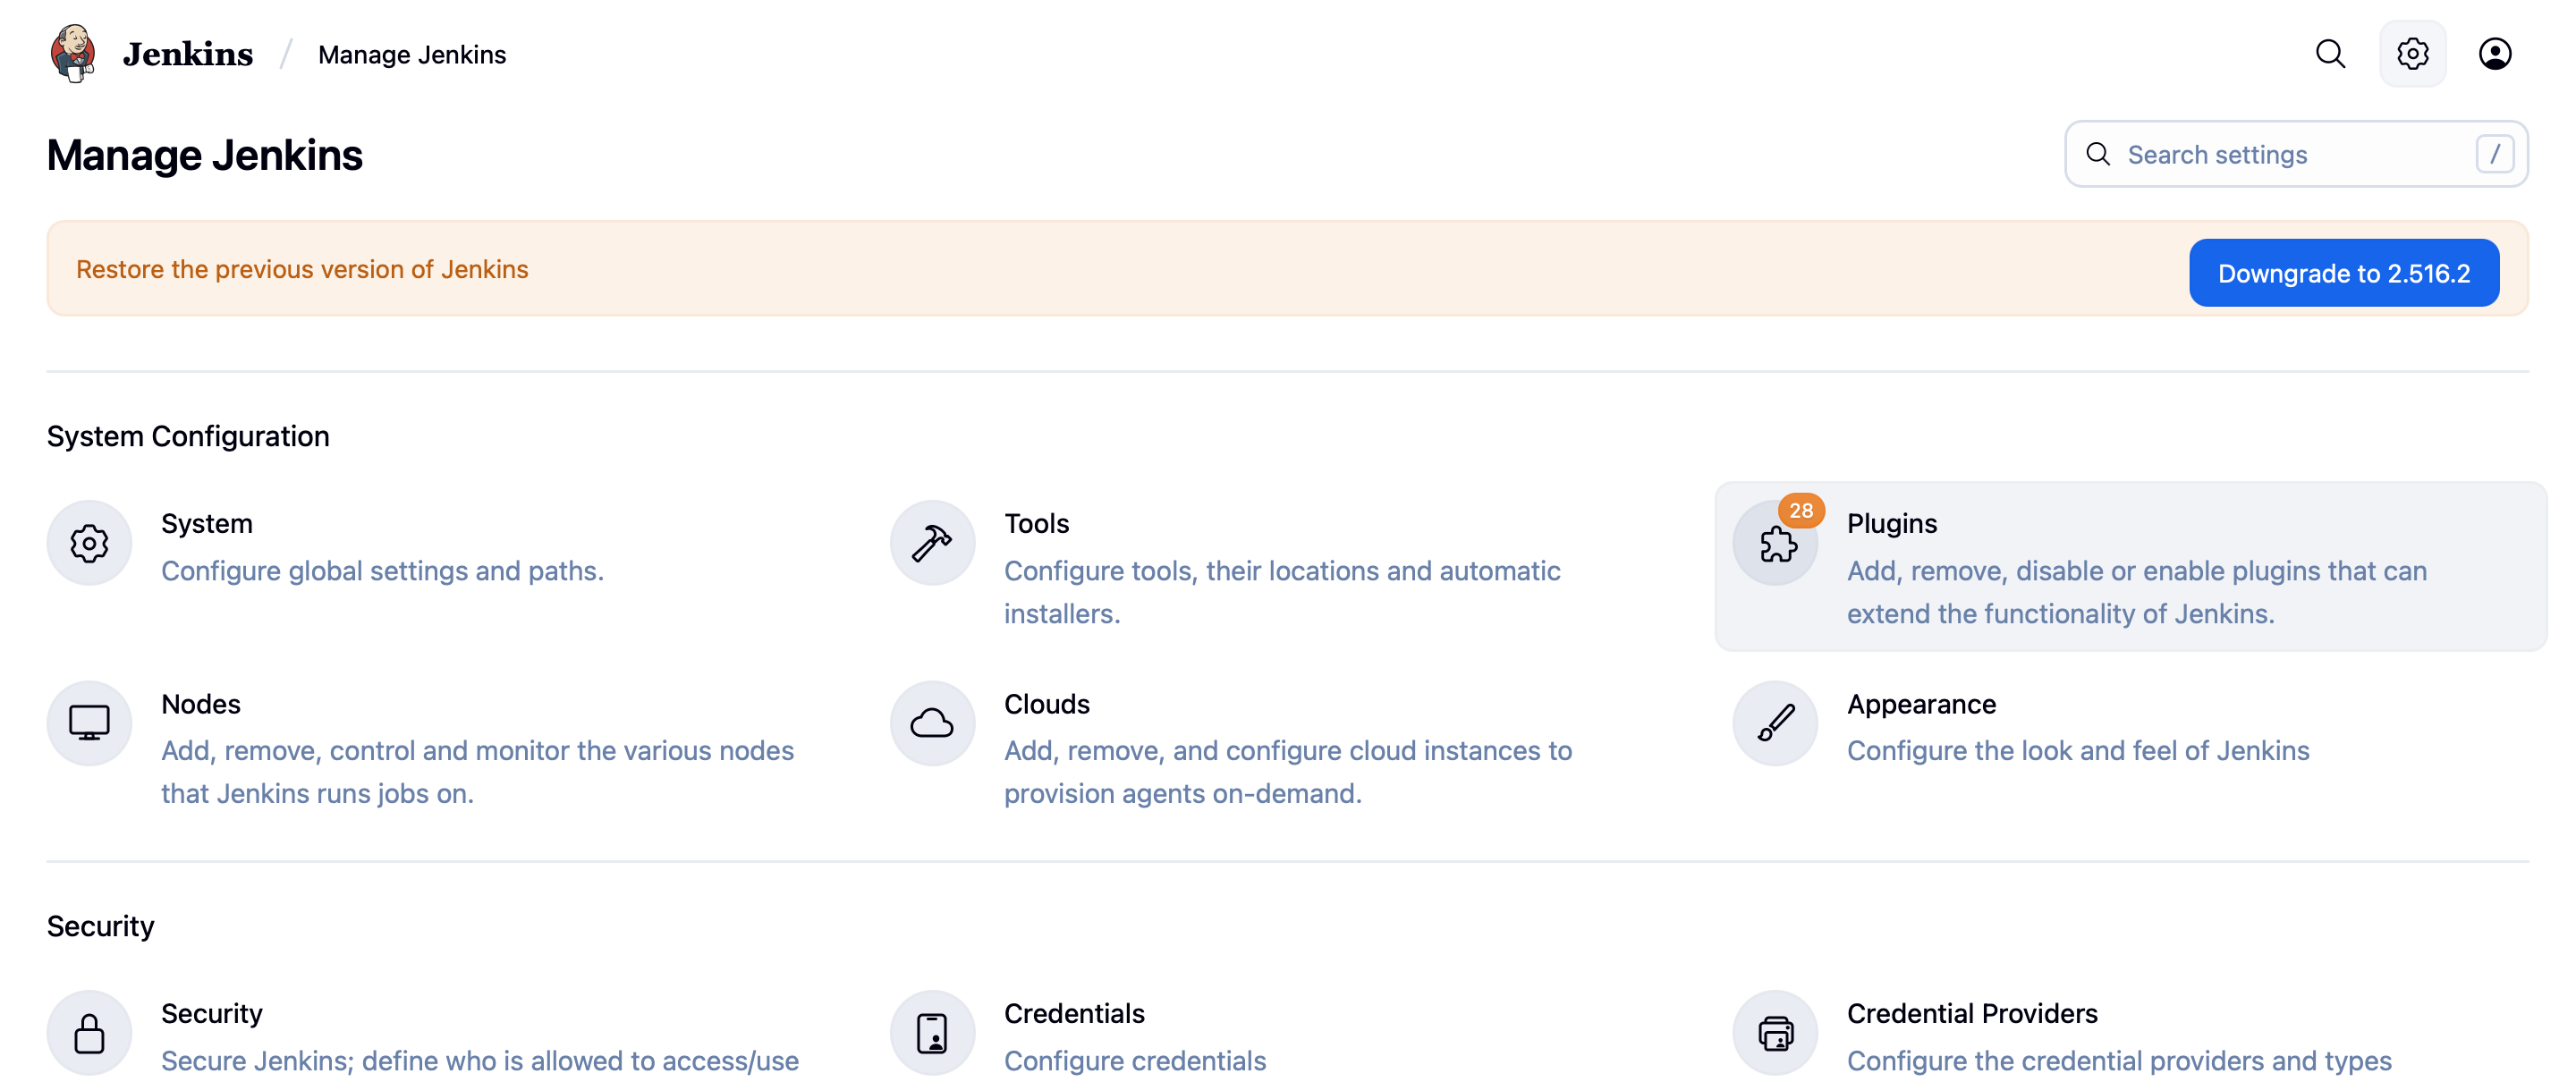 Jenkins / Manage Jenkins
Manage Jenkins
Search settings /
Restore the previous version of Jenkins
Downgrade to 2.516.2
System Configuration
System
Configure global settings and paths.
Tools
Configure tools, their locations and automatic
installers.
28
Plugins
Add, remove, disable or enable plugins that can
extend the functionality of Jenkins.
Nodes
Add, remove, control and monitor the various nodes
that Jenkins runs jobs on.
Clouds
Add, remove, and configure cloud instances to
provision agents on-demand.
Appearance
Configure the look and feel of Jenkins
Security
Security
Secure Jenkins; define who is allowed to access/use
Credentials
Configure credentials
Credential Providers
Configure the credential providers and types